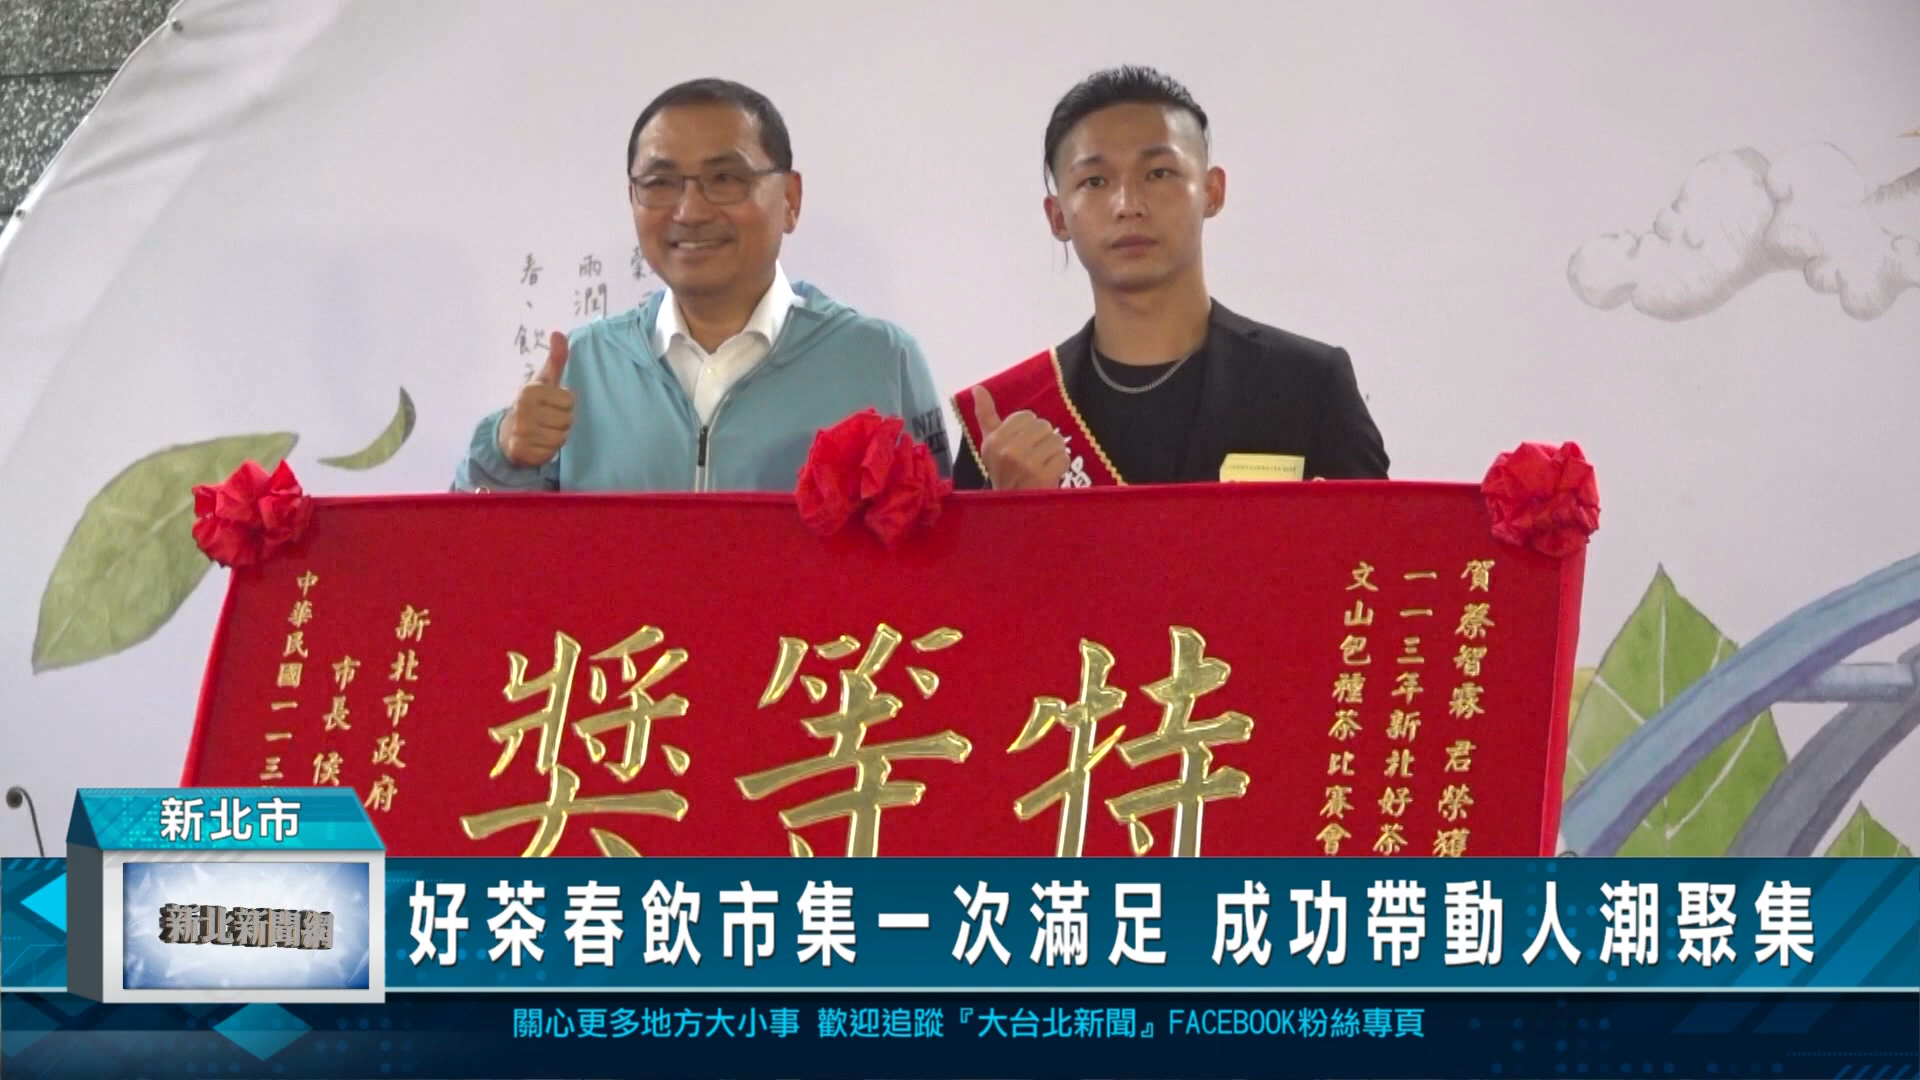 春、飲
雨潤
賀蔡智霖 君榮獲
一一三年新北好茶
文山包種茶比賽會
特等獎
新北市政府
市長 侯
中華民國一一三
新北市
新北新聞網
好茶春飲市集一次滿足 成功帶動人潮聚集
關心更多地方大小事 歡迎追蹤『大台北新聞』FACEBOOK粉絲專頁